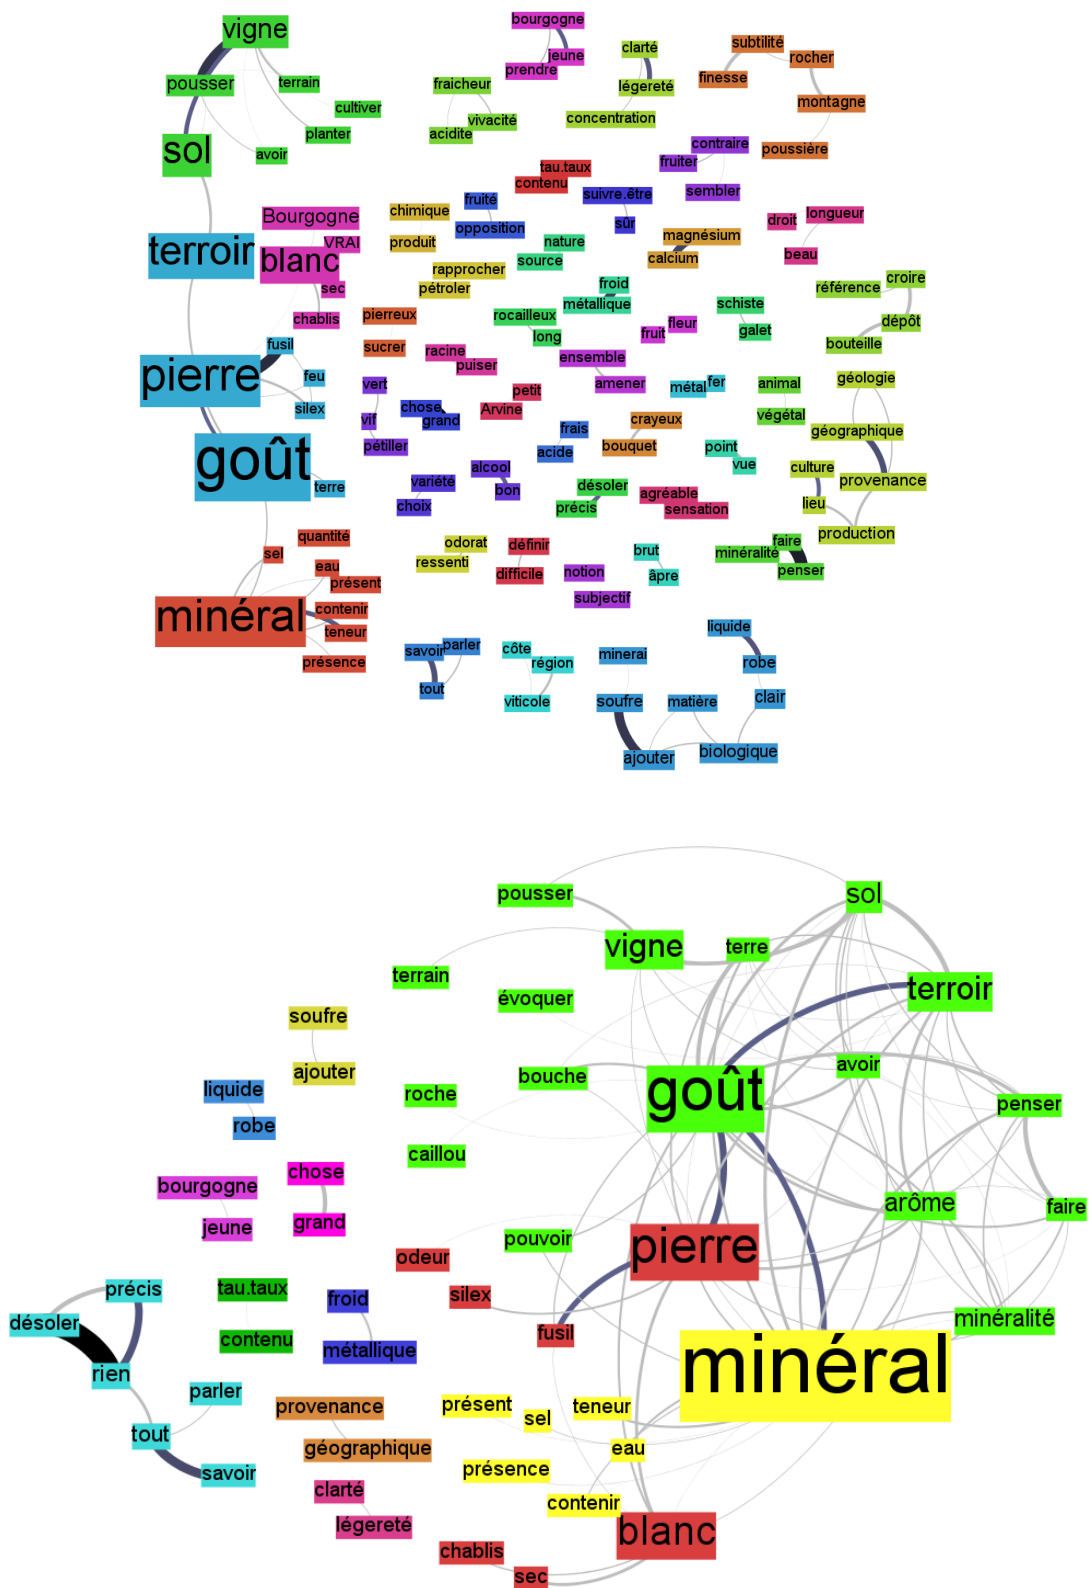 bourgogne
vigne
jeune
prendre
clarté
légereté
concentration
subtilité
rocher
finesse
montagne
poussière
pousser
terrain
cultiver
planter
avoir
sol
fraicheur
vivacité
acidite
tau.taux
contenu
contraire
fruiter
sembler
suivre.être
sûr
Bourgogne
VRAI
blanc
sec
chablis
terroir
chimique
produit
fruité
opposition
nature
source
magnésium
calcium
droit
longueur
beau
rapprocher
pétroler
froid
métallique
référence
croire
dépôt
bouteille
pierreux
sucrer
rocailleux
long
fleur
fruit
schiste
galet
fusil
feu
silex
pierre
racine
puiser
ensemble
amener
vert
vif
pétiller
chose
grand
petit
Arvine
métal
fer
animal
végétal
géologie
géographique
provenance
culture
lieu
production
crayeux
bouquet
frais
acide
point
vue
goût
terre
variété
choix
alcool
bon
désoler
précis
agréable
sensation
sel
quantité
eau
présent
contenir
teneur
présence
minéral
odorat
ressenti
définir
difficile
brut
âpre
notion
subjectif
faire
minéralité
penser
savoir
parler
tout
côte
région
viticole
minerai
soufre
ajouter
matière
biologique
liquide
robe
clair
pousser
sol
vigne
terre
terrain
terroir
évoquer
soufre
ajouter
liquide
robe
bouche
roche
caillou
avoir
goût
penser
bourgogne
jeune
chose
grand
arôme
faire
pouvoir
odeur
silex
fusil
pierre
précis
désoler
rien
tau.taux
contenu
froid
métallique
minéralité
minéral
parler
tout
savoir
provenance
géographique
présent
sel
teneur
eau
présence
contenir
clarté
légereté
chablis
sec
blanc